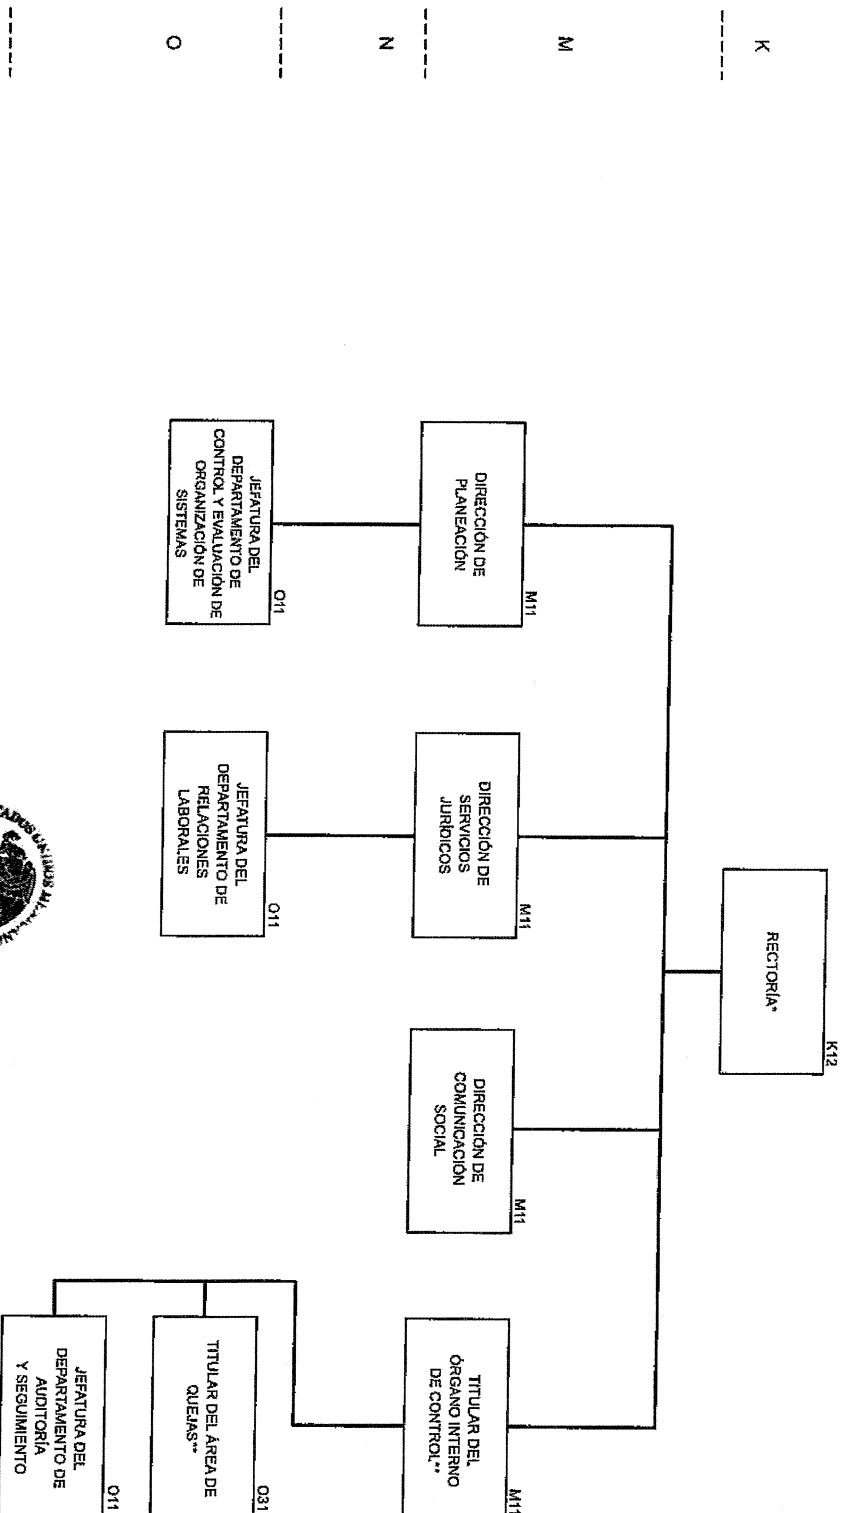 K
M
N
O
K12
RECTORÍA*
M11
DIRECCIÓN DE
PLANEACIÓN
M11
DIRECCIÓN DE
SERVICIOS
JURÍDICOS
M11
DIRECCIÓN DE
COMUNICACIÓN
SOCIAL
M11
TITULAR DEL
ÓRGANO INTERNO
DE CONTROL**
O11
JEFATURA DEL
DEPARTAMENTO DE
CONTROL Y EVALUACIÓN DE
ORGANIZACIÓN DE
SISTEMAS
O11
JEFATURA DEL
DEPARTAMENTO DE
RELACIONES
LABORALES
O31
TITULAR DEL ÁREA DE
QUEJAS**
O11
JEFATURA DEL
DEPARTAMENTO DE
AUDITORÍA
Y SEGUIMIENTO